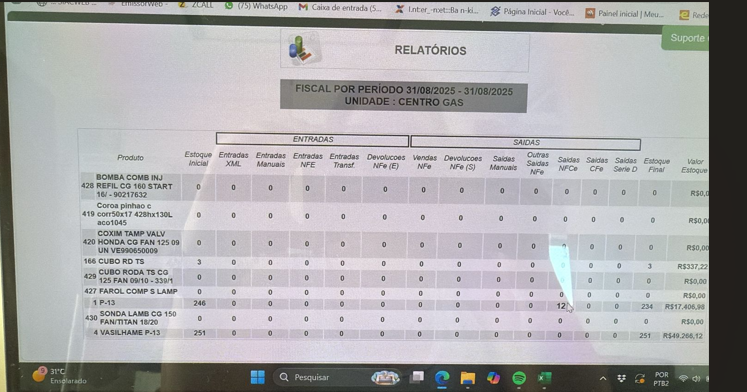 EmissorWeb -
ZCALL
(75) WhatsApp
Caixa de entrada (5...
Página Inicial - Você...
Painel inicial | Meu...
Rede
Suporte
RELATÓRIOS
FISCAL POR PERÍODO 31/08/2025 - 31/08/2025
UNIDADE : CENTRO GAS
ENTRADAS SAIDAS
Produto Estoque Inicial Entradas XML Entradas Manuais Entradas NFE Entradas Transf. Devolucoes NFe (E) Vendas NFe Devolucoes NFe (S) Saidas Manuais Outras Saidas NFe Saidas NFCe Saidas CFe Saidas Serie D Estoque Final Valor Estoque
BOMBA COMB INJ
428 REFIL CG 160 START 0 0 0 0 0 0 0 0 0 0 0 0 0 0 R$0,0
16/ - 90217632
Coroa pinhao c
419 corr50x17 428hx130L 0 0 0 0 0 0 0 0 0 0 0 0 0 0 R$0,00
aco1045
COXIM TAMP VALV
420 HONDA CG FAN 125 09 0 0 0 0 0 0 0 0 0 0 0 0 0 0 R$0,00
UN VE990650009
166 CUBO RD TS 3 0 0 0 0 0 0 0 0 0 0 0 0 3 R$337,22
429 CUBO RODA TS CG 0 0 0 0 0 0 0 0 0 0 0 0 0 R$0,00
125 FAN 09/10 - 339/1
427 FAROL COMP S LAMP 0 0 0 0 0 0 0 0 0 0 0 0 0 0 R$0,00
1 P-13 246 0 0 0 0 0 0 0 0 0 12 0 0 234 R$17.406,98
430 SONDA LAMB CG 150 0 0 0 0 0 0 0 0 0 0 0 0 0 0 R$0,00
FAN/TITAN 18/20
4 VASILHAME P-13 251 0 0 0 0 0 0 0 0 0 0 0 0 251 R$49.266,12
31°C
Ensolarado
Pesquisar
POR
PTB2